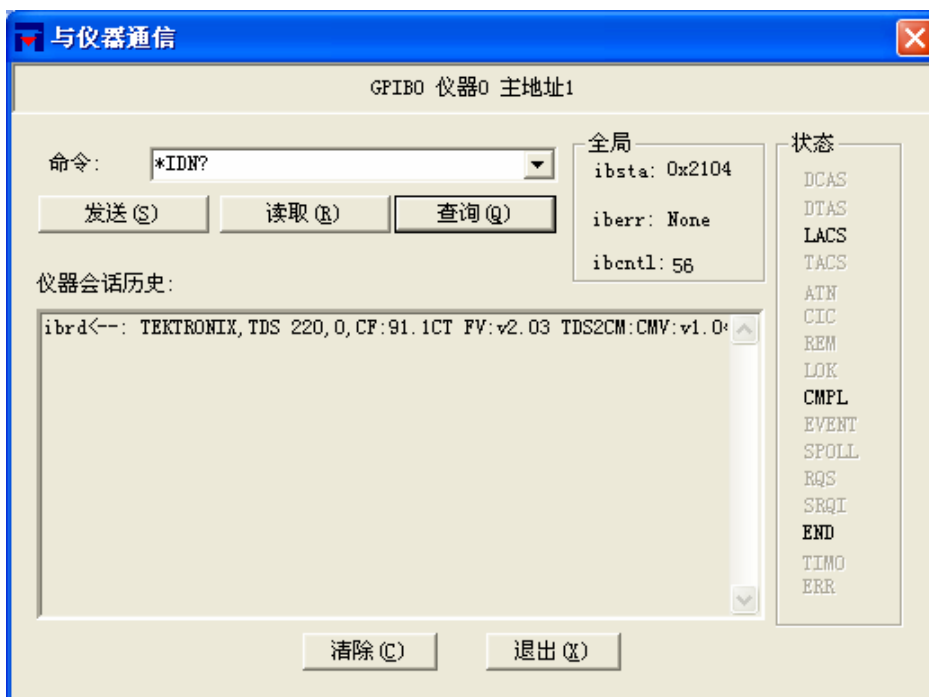 与仪器通信
GPIB0 仪器0 主地址1
命令:
*IDN?
发送(S)
读取(R)
查询(Q)
全局
ibsta: 0x2104
iberr: None
ibcntl: 56
仪器会话历史:
ibrd<--: TEKTRONIX,TDS 220,0,CF:91.1CT FV:v2.03 TDS2CM:CMV:v1.0
状态
DCAS
DTAS
LACS
TACS
ATN
CIC
REM
LOK
CMPL
EVENT
SPOLL
RQS
SRQI
END
TIMO
ERR
清除(C)
退出(X)